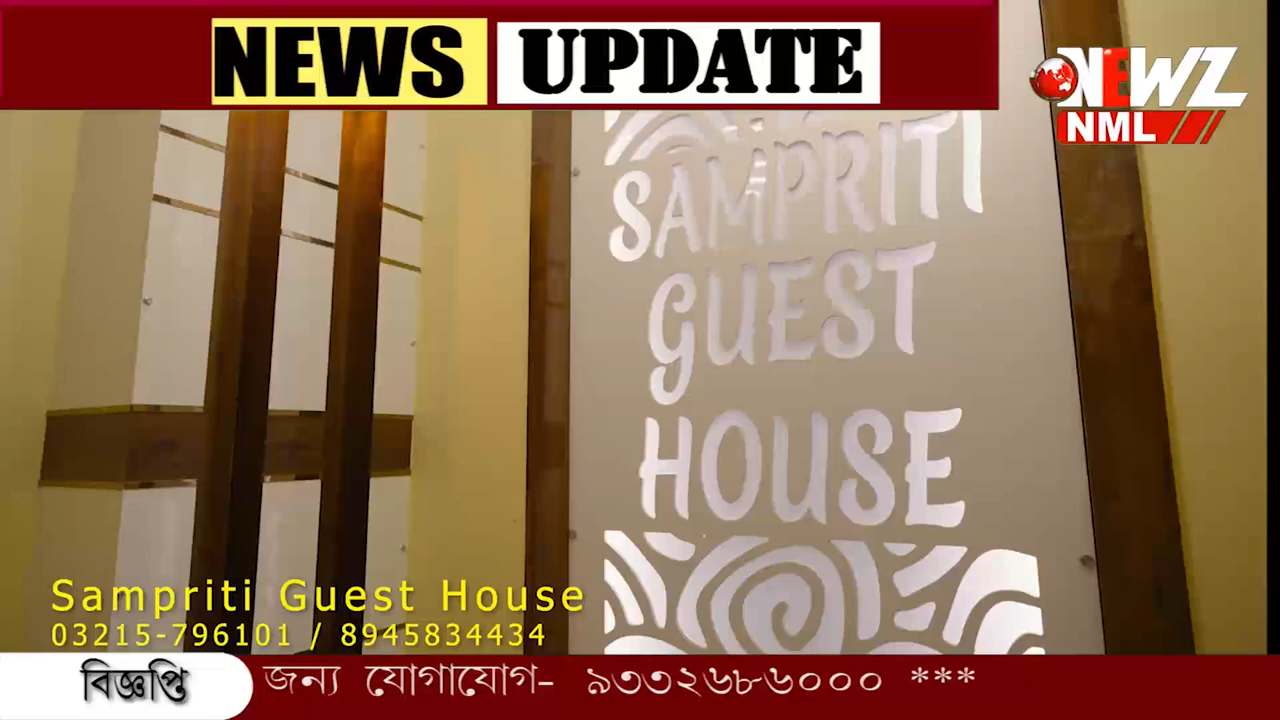 NEWS UPDATE
NEWZ
NML
SAMPRITI
GUEST
HOUSE
Sampriti Guest House
03215-796101 / 8945834434
বিজ্ঞপ্তি
জন্য যোগাযোগ- ৯৩৩২৬৮৬০০০ ***